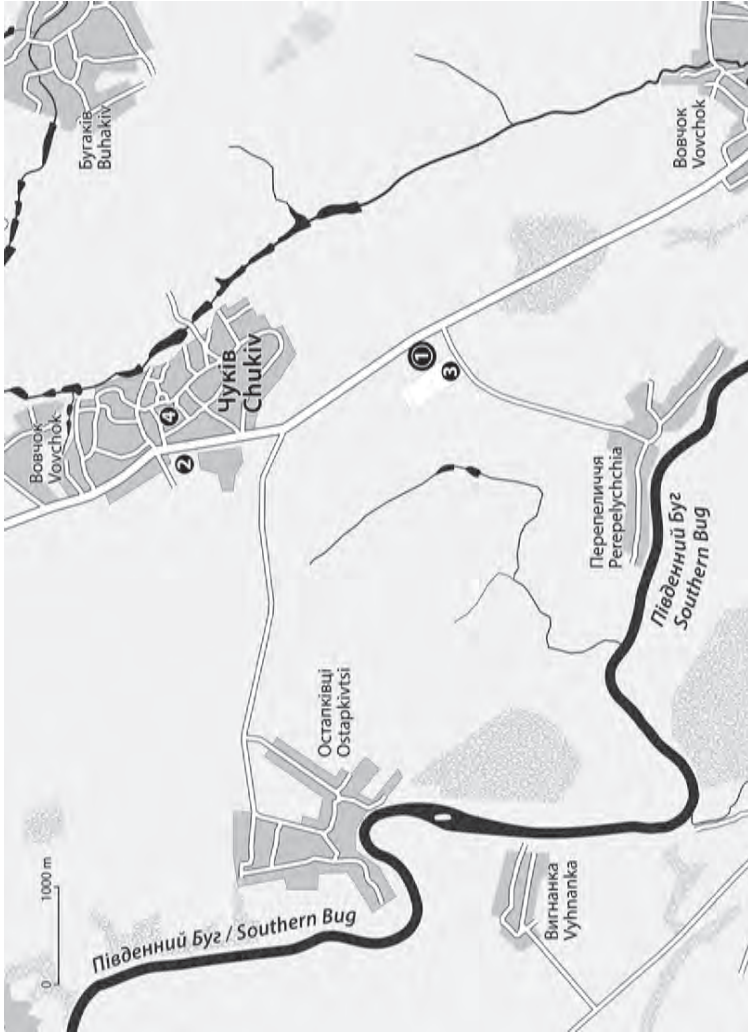 Бугаків
Buhakiv
Вовчок
Vovchok
Вовчок
Vovchok
4
2
Чуків
Chukiv
1
3
Перепеличчя
Perepelychchia
Південний Буг
Southern Bug
Остапківці
Ostapkivtsi
Вигнанка
Vyhnanka
Південний Буг / Southern Bug
0
1000 m